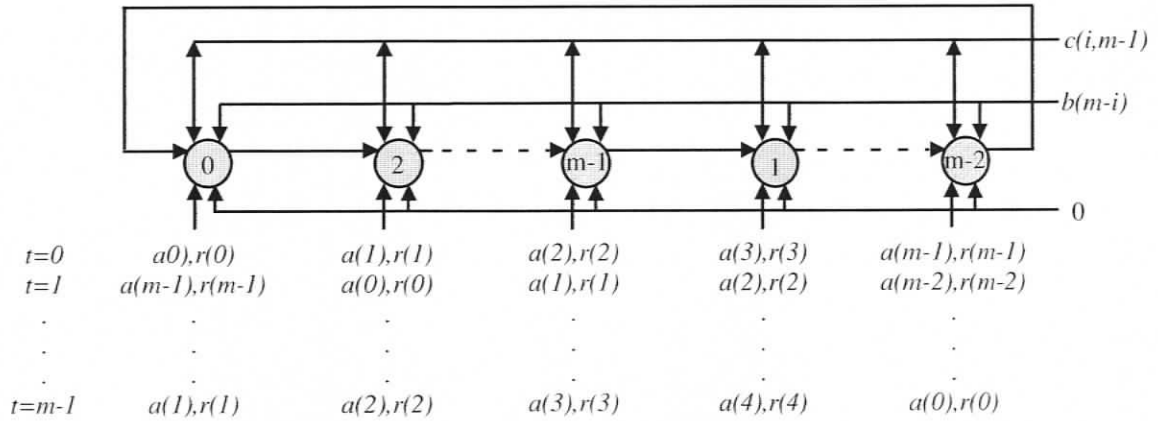 c(i,m-1)
b(m-i)
0 2 m-1 1 m-2
0
t=0 a0),r(0) a(1),r(1) a(2),r(2) a(3),r(3) a(m-1),r(m-1)
t=1 a(m-1),r(m-1) a(0),r(0) a(1),r(1) a(2),r(2) a(m-2),r(m-2)
. . . . . .
. . . . . .
. . . . . .
t=m-1 a(1),r(1) a(2),r(2) a(3),r(3) a(4),r(4) a(0),r(0)